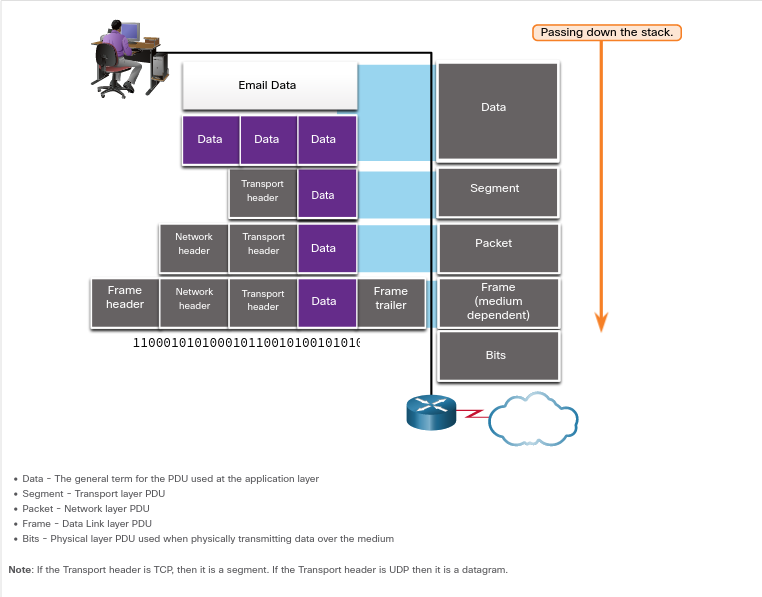 Passing down the stack.
Email Data
Data
Data Data Data
Transport
header
Data
Segment
Network
header
Transport
header
Data
Packet
Frame
header
Network
header
Transport
header
Data
Frame
trailer
Frame
(medium
dependent)
110001010100010110010100101010
Bits
• Data - The general term for the PDU used at the application layer
• Segment - Transport layer PDU
• Packet - Network layer PDU
• Frame - Data Link layer PDU
• Bits - Physical layer PDU used when physically transmitting data over the medium
Note: If the Transport header is TCP, then it is a segment. If the Transport header is UDP then it is a datagram.